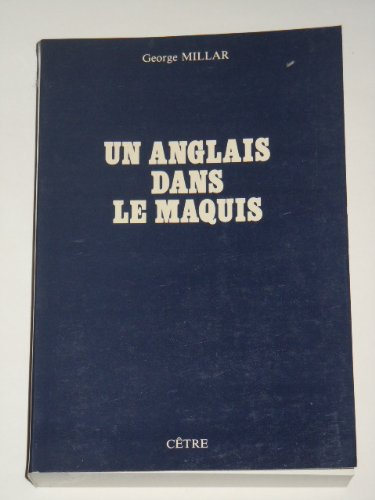 George MILLAR
UN ANGLAIS
DANS
LE MAQUIS
CÊTRE